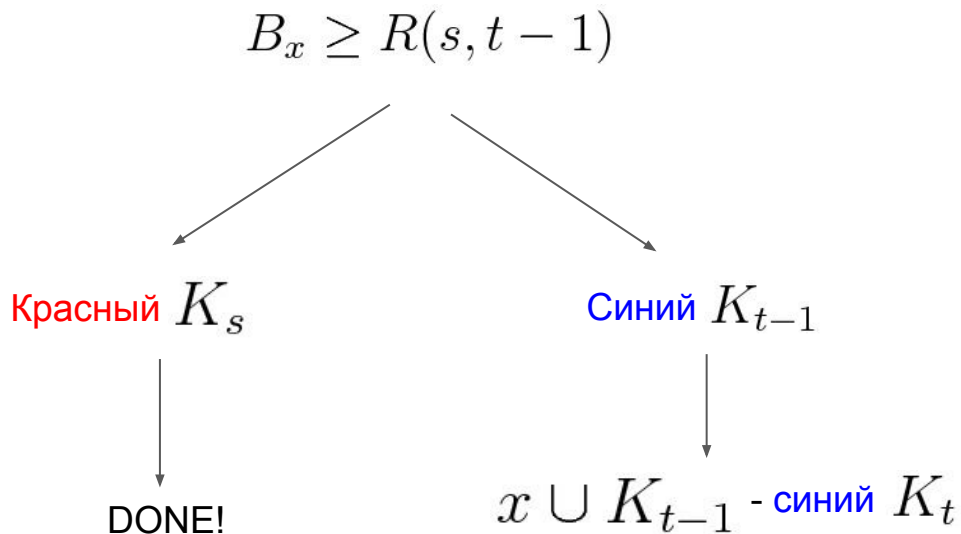 B_x ≥ R(s, t − 1)
Красный K_s
Синий K_{t−1}
DONE!
x ∪ K_{t−1} - синий K_t